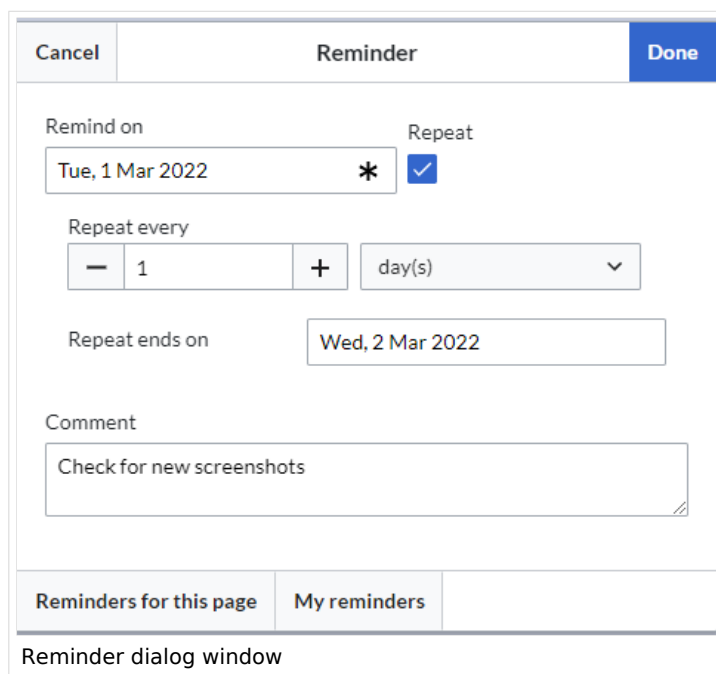 Cancel Reminder Done
Remind on
Repeat
Tue, 1 Mar 2022 *
Repeat every
− 1 + day(s)
Repeat ends on Wed, 2 Mar 2022
Comment
Check for new screenshots
Reminders for this page My reminders
Reminder dialog window